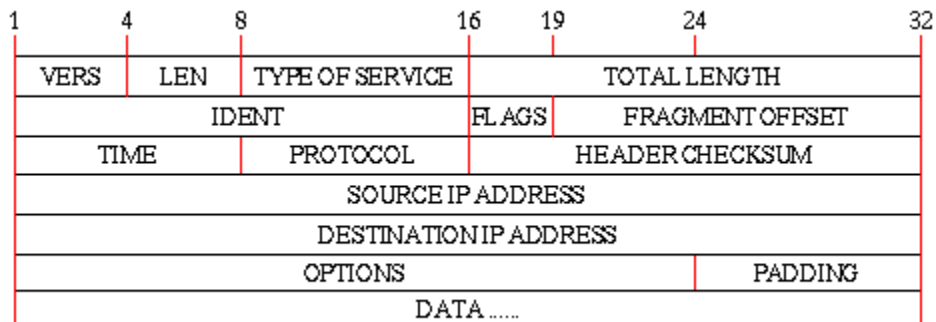 1 4 8 16 19 24 32
VERS LEN TYPE OF SERVICE TOTAL LENGTH
IDENT FLAGS FRAGMENT OFFSET
TIME PROTOCOL HEADER CHECKSUM
SOURCE IP ADDRESS
DESTINATION IP ADDRESS
OPTIONS PADDING
DATA ......